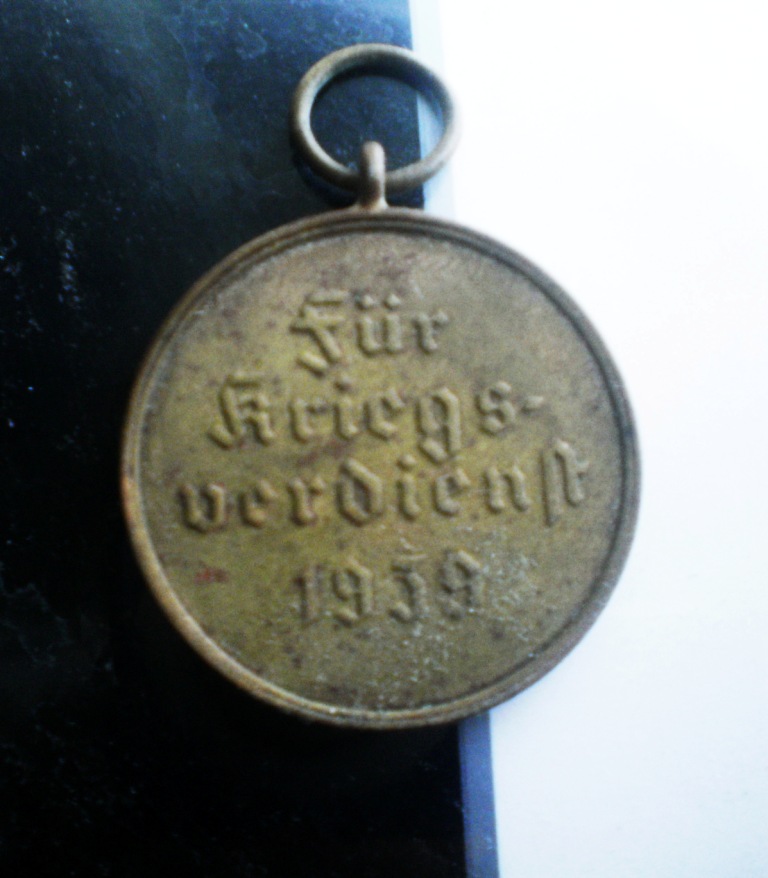 Für
Kriegs-
verdienst
1939